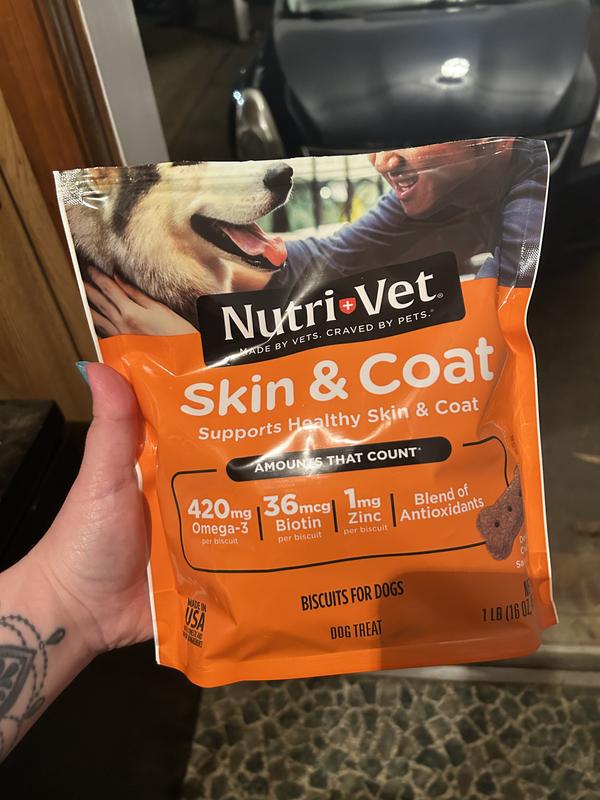 Nutri Vet®
MADE BY VETS. CRAVED BY PETS.®
Skin & Coat
Supports Healthy Skin & Coat
AMOUNTS THAT COUNT*
420mg
Omega-3
per biscuit
36mcg
Biotin
per biscuit
1mg
Zinc
per biscuit
Blend of
Antioxidants
MADE IN
USA
BISCUITS FOR DOGS
DOG TREAT
1 LB (16 OZ